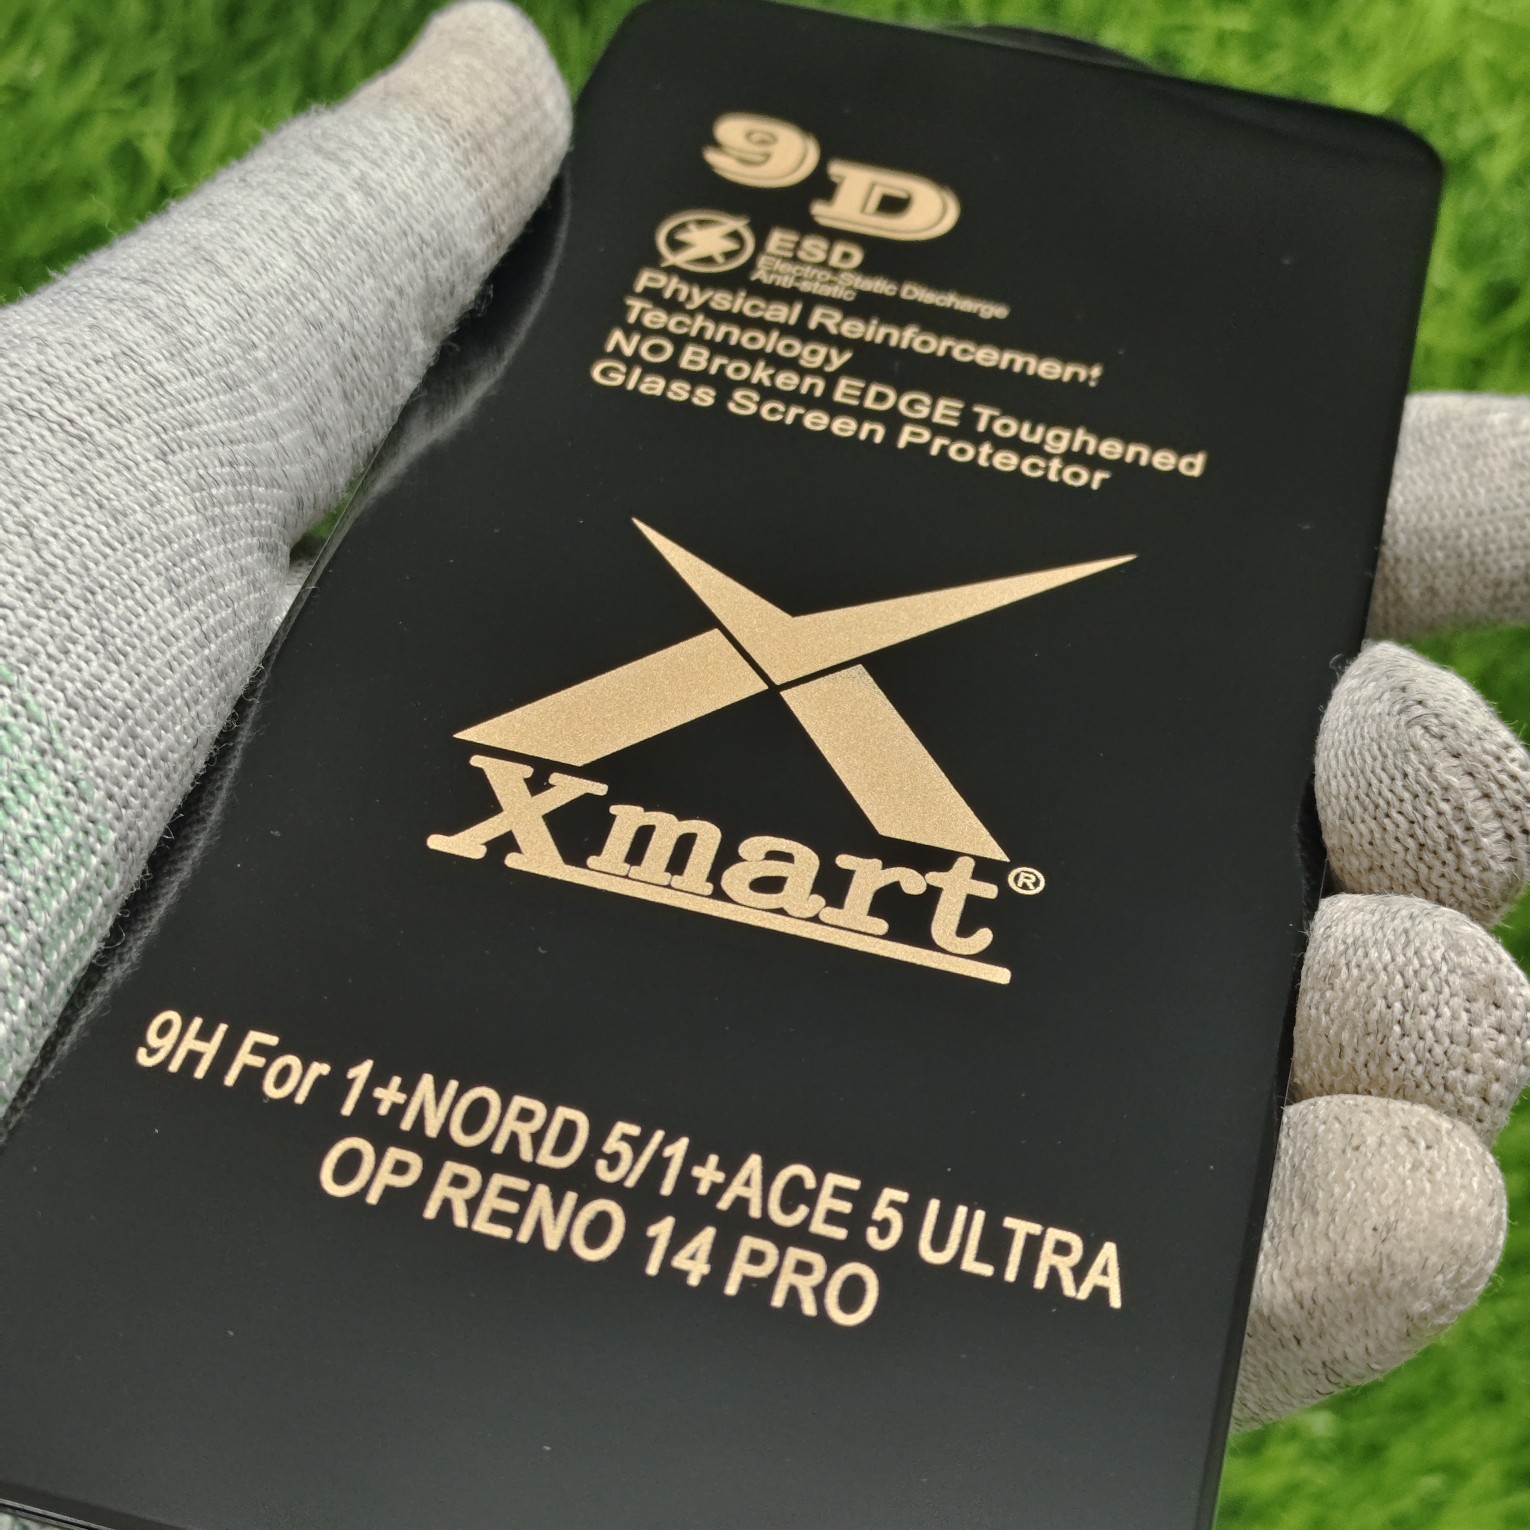 9D
ESD
Electro-Static Discharge
Anti-static
Physical Reinforcement
Technology
NO Broken EDGE Toughened
Glass Screen Protector
Xmart®
9H For 1+NORD 5/1+ACE 5 ULTRA
OP RENO 14 PRO